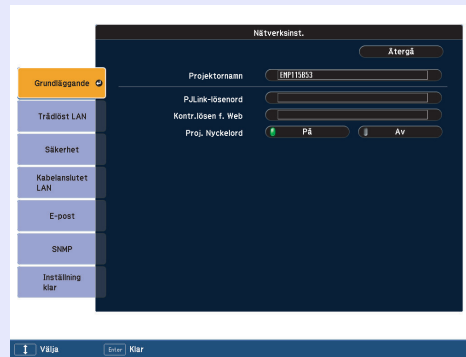 Nätverksinst.
Återgå
Grundläggande
Projektornamn EMP115B53
PJLink-lösenord
Trådlöst LAN
Kontr.lösen f. Web
Proj. Nyckelord På Av
Säkerhet
Kabelanslutet
LAN
E-post
SNMP
Inställning
klar
Välja Enter Klar